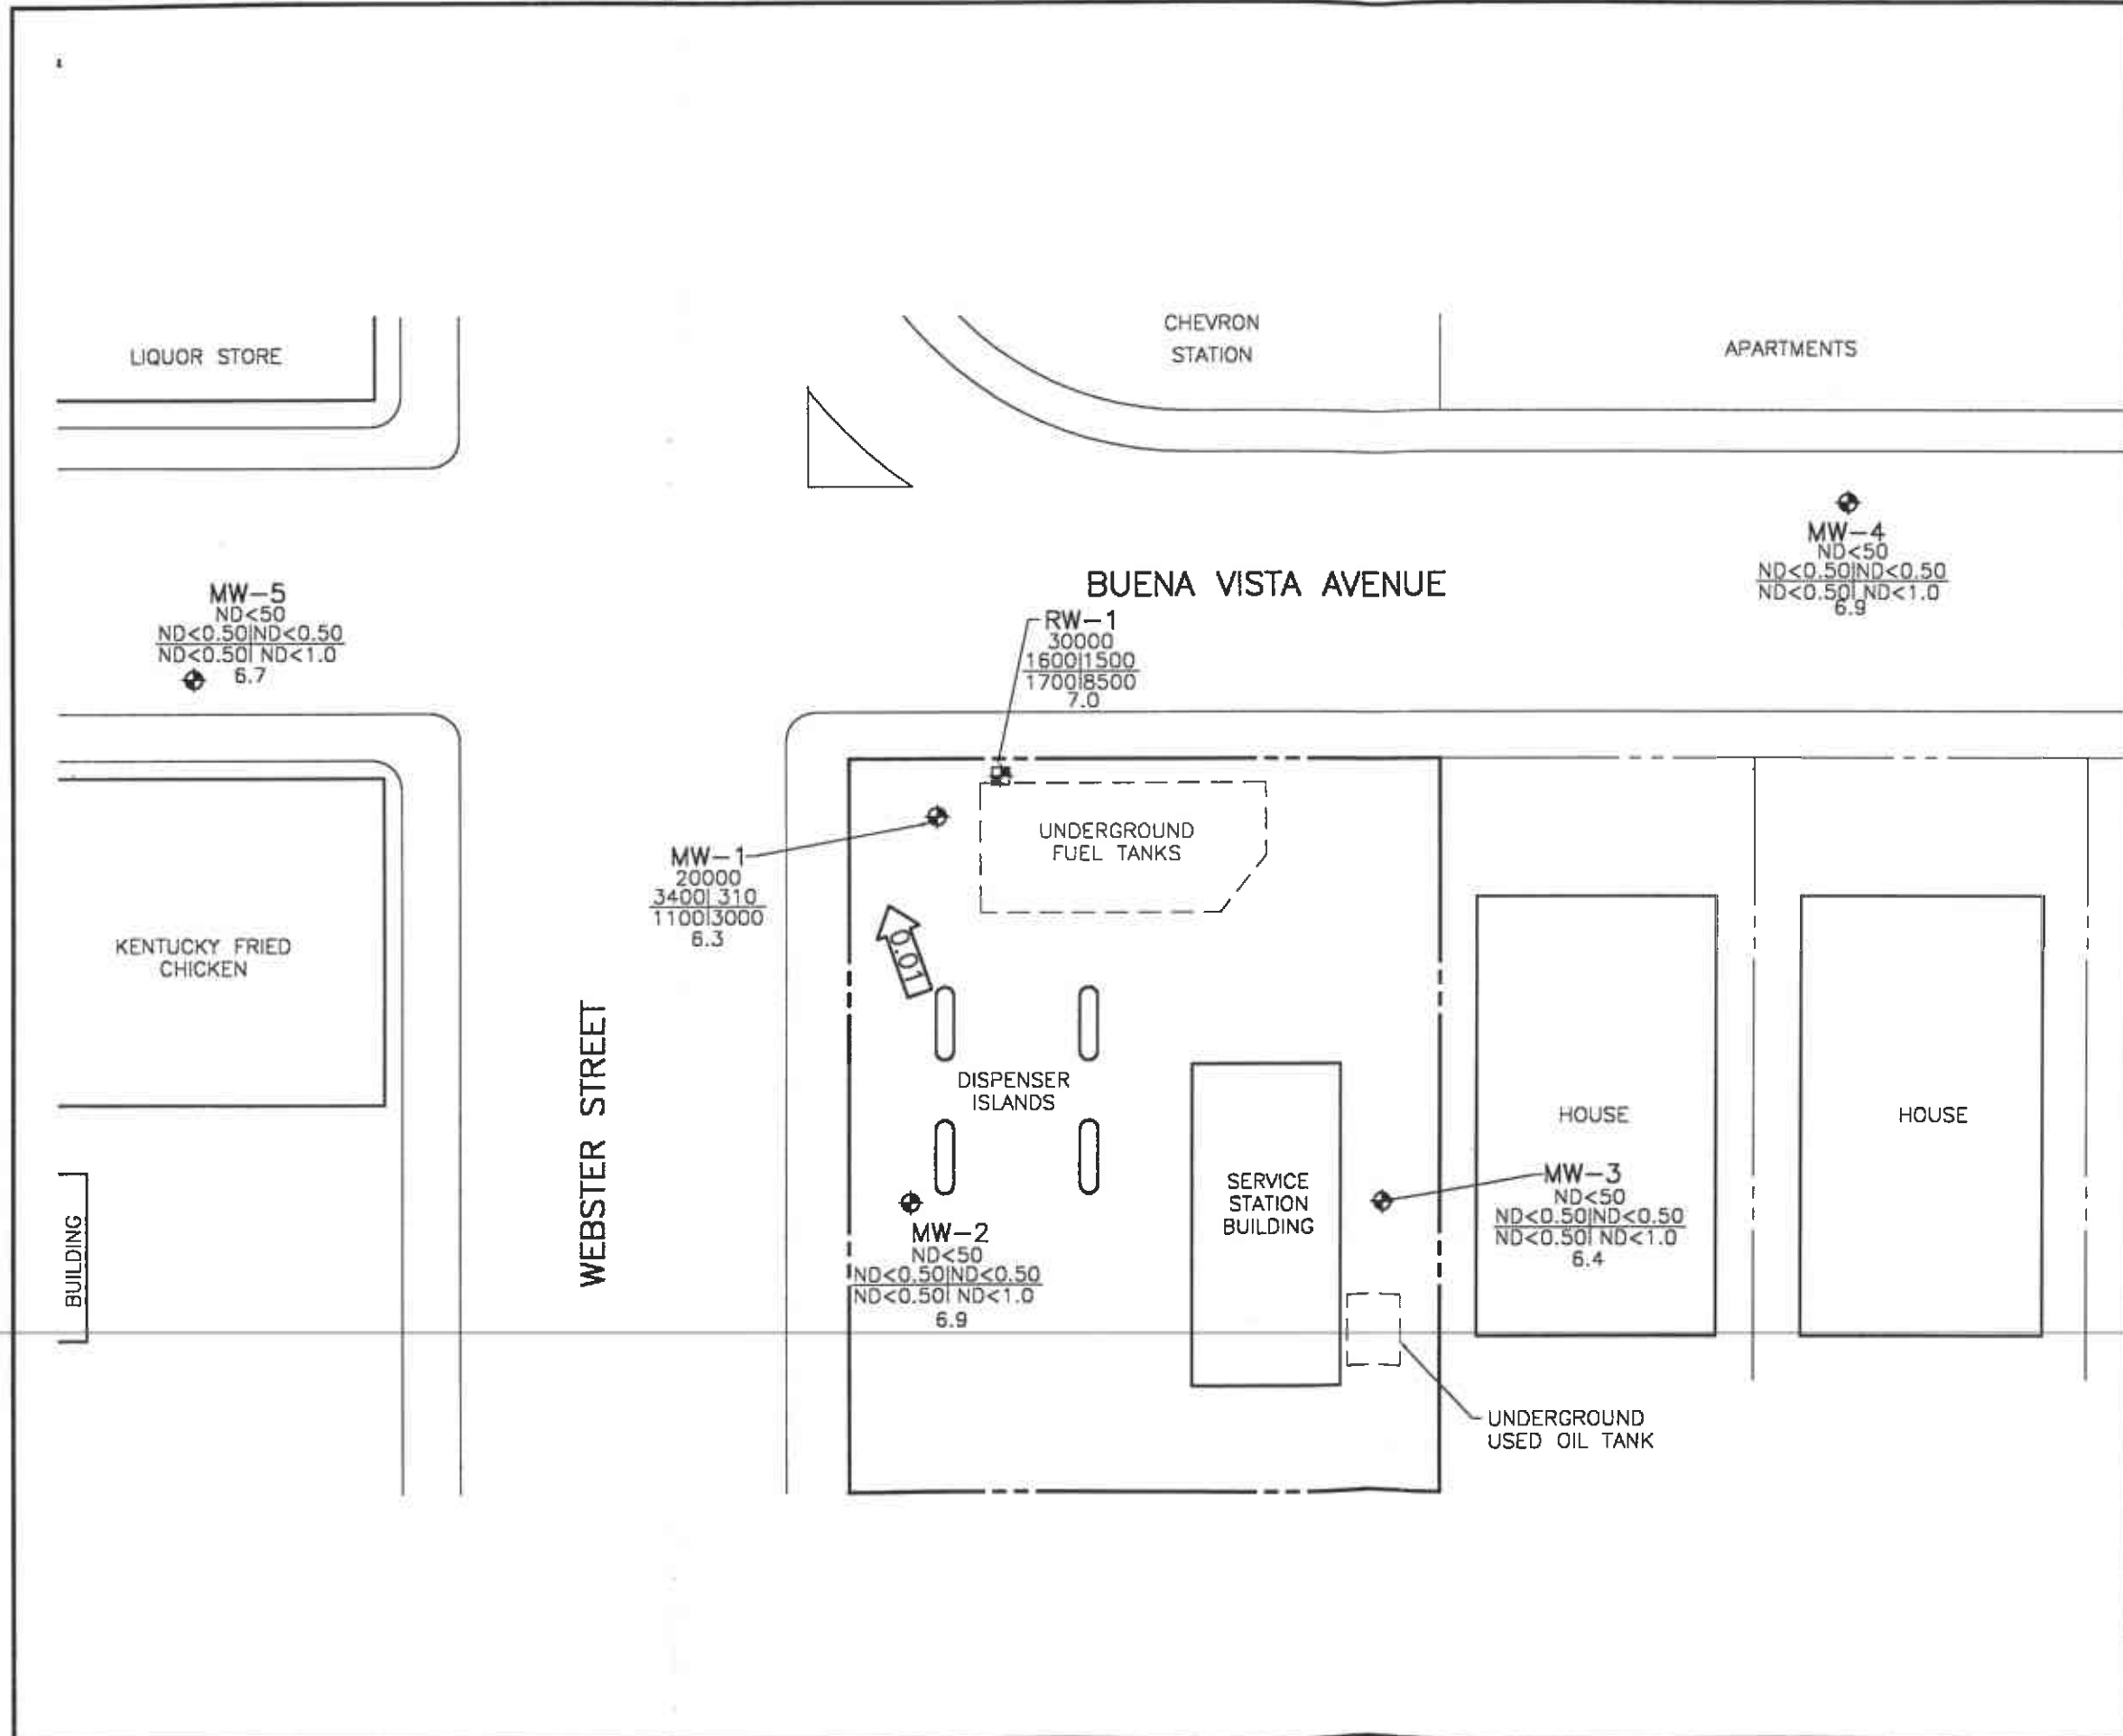 LIQUOR STORE
CHEVRON
STATION
APARTMENTS
MW-4
ND<50
ND<0.50|ND<0.50
ND<0.50|ND<1.0
6.9
BUENA VISTA AVENUE
MW-5
ND<50
ND<0.50|ND<0.50
ND<0.50|ND<1.0
6.7
RW-1
30000
1600|1500
1700|8500
7.0
UNDERGROUND
FUEL TANKS
MW-1
20000
3400|310
1100|3000
6.3
KENTUCKY FRIED
CHICKEN
0.01
WEBSTER STREET
DISPENSER
ISLANDS
HOUSE
HOUSE
SERVICE
STATION
BUILDING
MW-3
ND<50
ND<0.50|ND<0.50
ND<0.50|ND<1.0
6.4
BUILDING
MW-2
ND<50
ND<0.50|ND<0.50
ND<0.50|ND<1.0
6.9
UNDERGROUND
USED OIL TANK